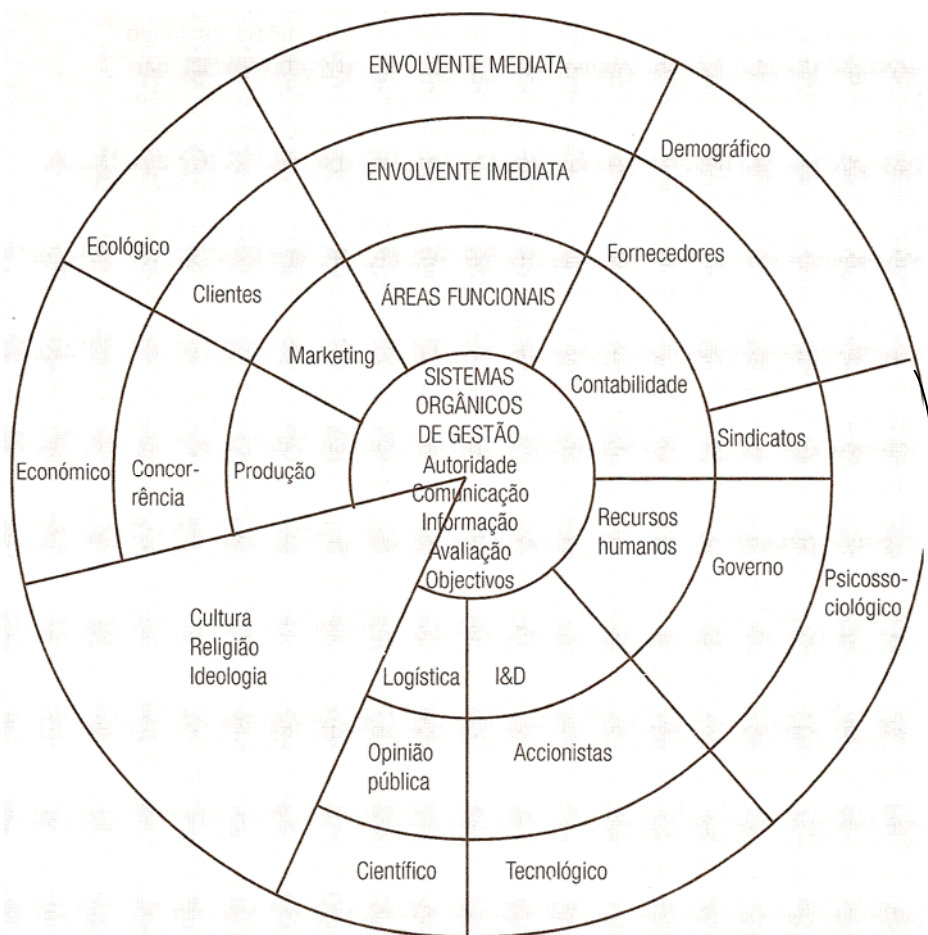 ENVOLVENTE MEDIATA
Demográfico
ENVOLVENTE IMEDIATA
Ecológico
Fornecedores
Clientes
ÁREAS FUNCIONAIS
Marketing
SISTEMAS
ORGÂNICOS
DE GESTÃO
Autoridade
Comunicação
Informação
Avaliação
Objectivos
Contabilidade
Sindicatos
Económico
Concor-
rência
Produção
Recursos
humanos
Governo
Psicosso-
ciológico
Cultura
Religião
Ideologia
Logística
I&D
Opinião
pública
Accionistas
Científico
Tecnológico